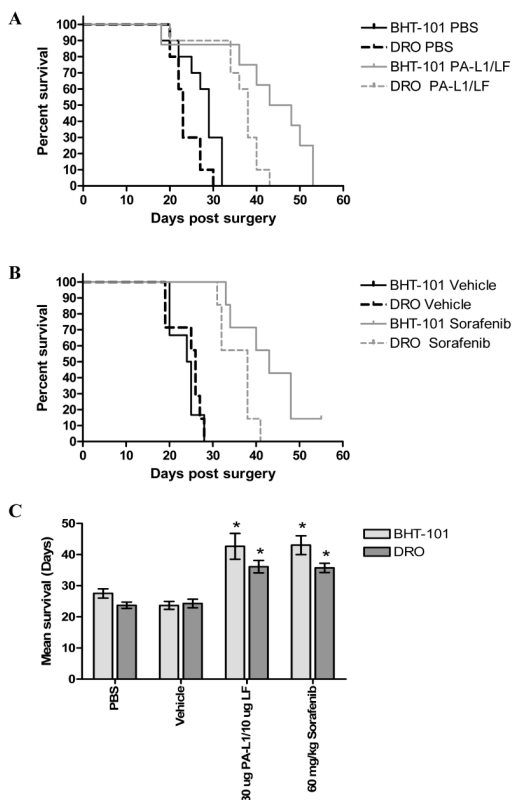 A
Percent survival
100
90
80
70
60
50
40
30
20
10
0
0 10 20 30 40 50 60
Days post surgery
BHT-101 PBS
DRO PBS
BHT-101 PA-L1/LF
DRO PA-L1/LF
B
Percent survival
100
90
80
70
60
50
40
30
20
10
0
0 10 20 30 40 50 60
Days post surgery
BHT-101 Vehicle
DRO Vehicle
BHT-101 Sorafenib
DRO Sorafenib
C
Mean survival (Days)
50
40
30
20
10
0
* * * *
PBS
Vehicle
30 ug PA-L1/10 ug LF
60 mg/kg Sorafenib
BHT-101
DRO